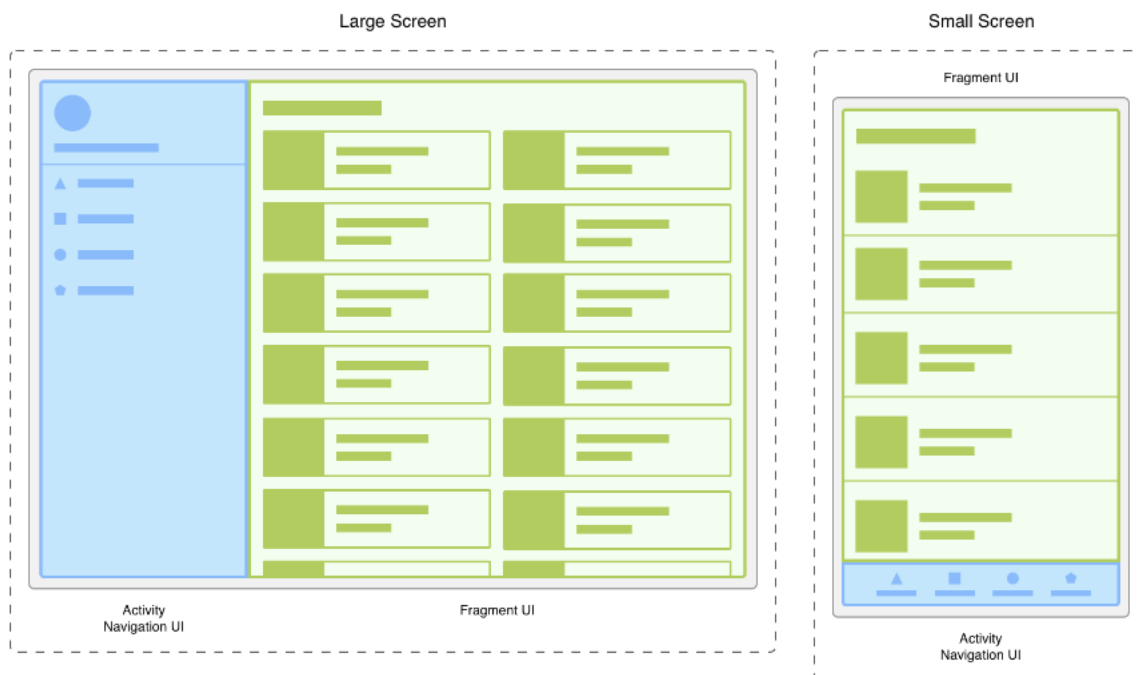 Large Screen
Small Screen
Fragment UI
Activity
Navigation UI
Fragment UI
Activity
Navigation UI